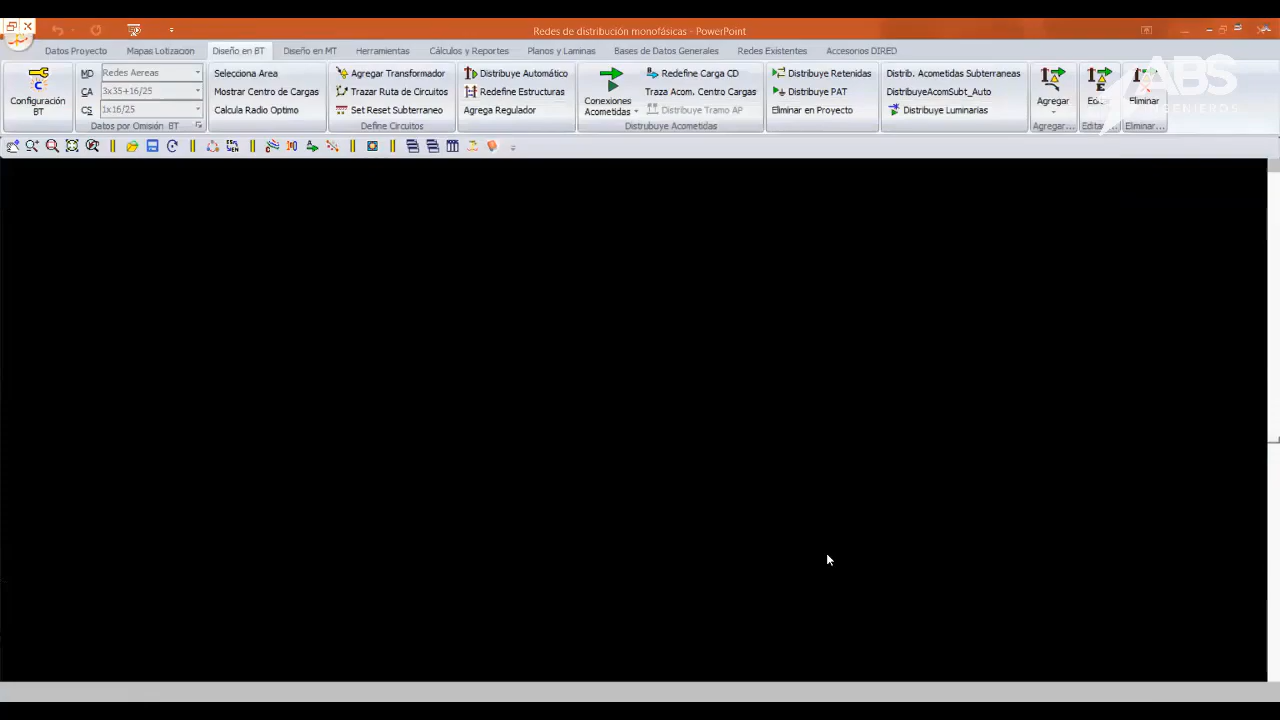 Redes de distribución monofásicas - PowerPoint
Datos Proyecto Mapas Lotizacion Diseño en BT Diseño en MT Herramientas Cálculos y Reportes Planos y Laminas Bases de Datos Generales Redes Existentes Accesorios DIRED
Configuración BT
MD Redes Aereas
CA 3x35+16/25
CS 1x16/25
Datos por Omisión BT
Selecciona Area
Mostrar Centro de Cargas
Calcula Radio Optimo
Agregar Transformador
Trazar Ruta de Circuitos
Set Reset Subterraneo
Define Circuitos
Distribuye Automático
Redefine Estructuras
Agrega Regulador
Conexiones Acometidas
Redefine Carga CD
Traza Acom. Centro Cargas
Distribuye Tramo AP
Distrubuye Acometidas
Distribuye Retenidas
Distribuye PAT
Eliminar en Proyecto
Distrib. Acometidas Subterraneas
DistribuyeAcomSubt_Auto
Distribuye Luminarias
Agregar
Agregar...
Editar...
Eliminar
Eliminar...
ABS
INGENIEROS